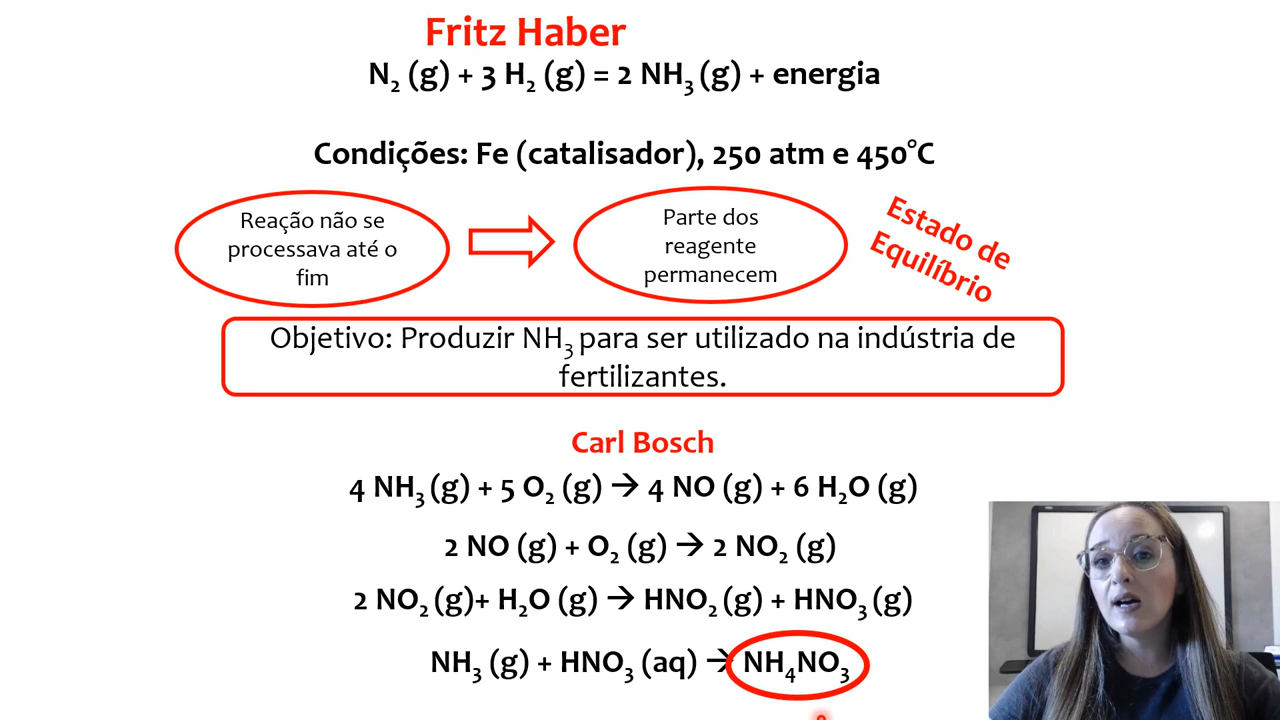 Fritz Haber
N₂ (g) + 3 H₂ (g) = 2 NH₃ (g) + energia
Condições: Fe (catalisador), 250 atm e 450°C
Reação não se
processava até o
fim
Parte dos
reagente
permanecem
Estado de
Equilíbrio
Objetivo: Produzir NH₃ para ser utilizado na indústria de
fertilizantes.
Carl Bosch
4 NH₃ (g) + 5 O₂ (g) → 4 NO (g) + 6 H₂O (g)
2 NO (g) + O₂ (g) → 2 NO₂ (g)
2 NO₂ (g)+ H₂O (g) → HNO₂ (g) + HNO₃ (g)
NH₃ (g) + HNO₃ (aq) → NH₄NO₃